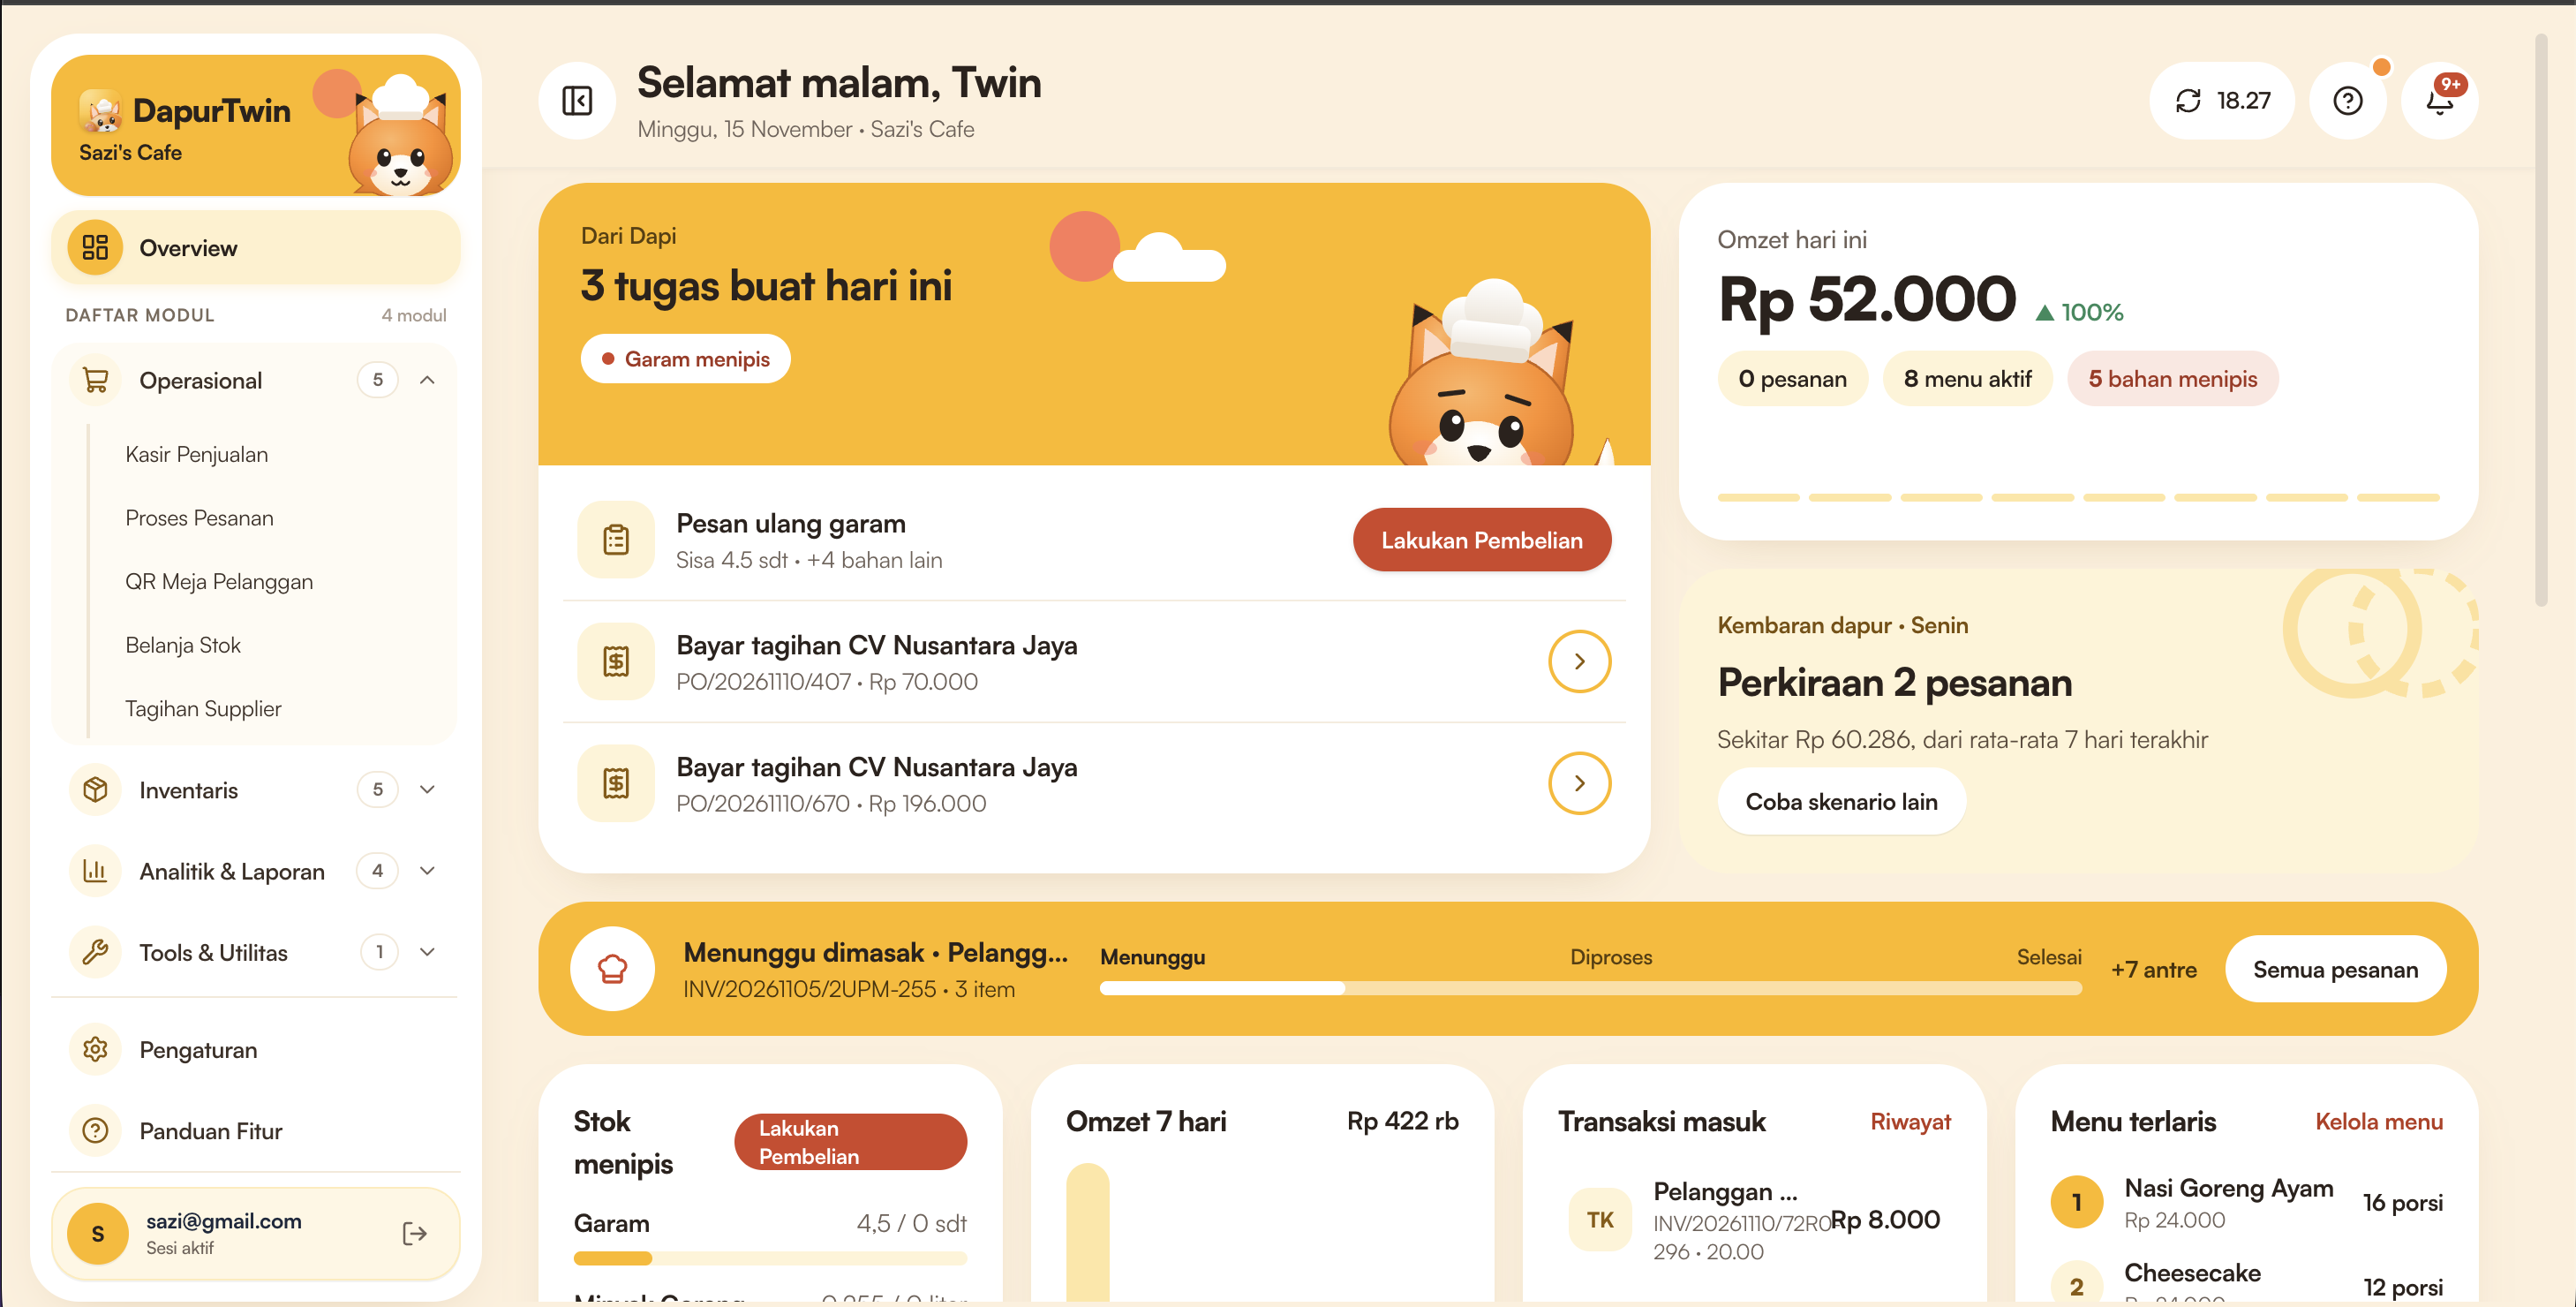 DapurTwin
Sazi's Cafe
Overview
DAFTAR MODUL 4 modul
Operasional 5
Kasir Penjualan
Proses Pesanan
QR Meja Pelanggan
Belanja Stok
Tagihan Supplier
Inventaris 5
Analitik & Laporan 4
Tools & Utilitas 1
Pengaturan
Panduan Fitur
S
sazi@gmail.com
Sesi aktif
Selamat malam, Twin
Minggu, 15 November · Sazi's Cafe
18.27
9+
Dari Dapi
3 tugas buat hari ini
Garam menipis
Pesan ulang garam
Sisa 4.5 sdt · +4 bahan lain
Lakukan Pembelian
Bayar tagihan CV Nusantara Jaya
PO/20261110/407 · Rp 70.000
Bayar tagihan CV Nusantara Jaya
PO/20261110/670 · Rp 196.000
Omzet hari ini
Rp 52.000 ▲ 100%
0 pesanan 8 menu aktif 5 bahan menipis
Kembaran dapur · Senin
Perkiraan 2 pesanan
Sekitar Rp 60.286, dari rata-rata 7 hari terakhir
Coba skenario lain
Menunggu dimasak · Pelangg...
INV/20261105/2UPM-255 · 3 item
Menunggu Diproses Selesai
+7 antre
Semua pesanan
Stok
menipis
Lakukan
Pembelian
Garam 4,5 / 0 sdt
Omzet 7 hari Rp 422 rb
Transaksi masuk Riwayat
TK
Pelanggan ...
INV/20261110/72R0-
296 · 20.00
Rp 8.000
Menu terlaris Kelola menu
1
Nasi Goreng Ayam
Rp 24.000
16 porsi
2
Cheesecake
12 porsi